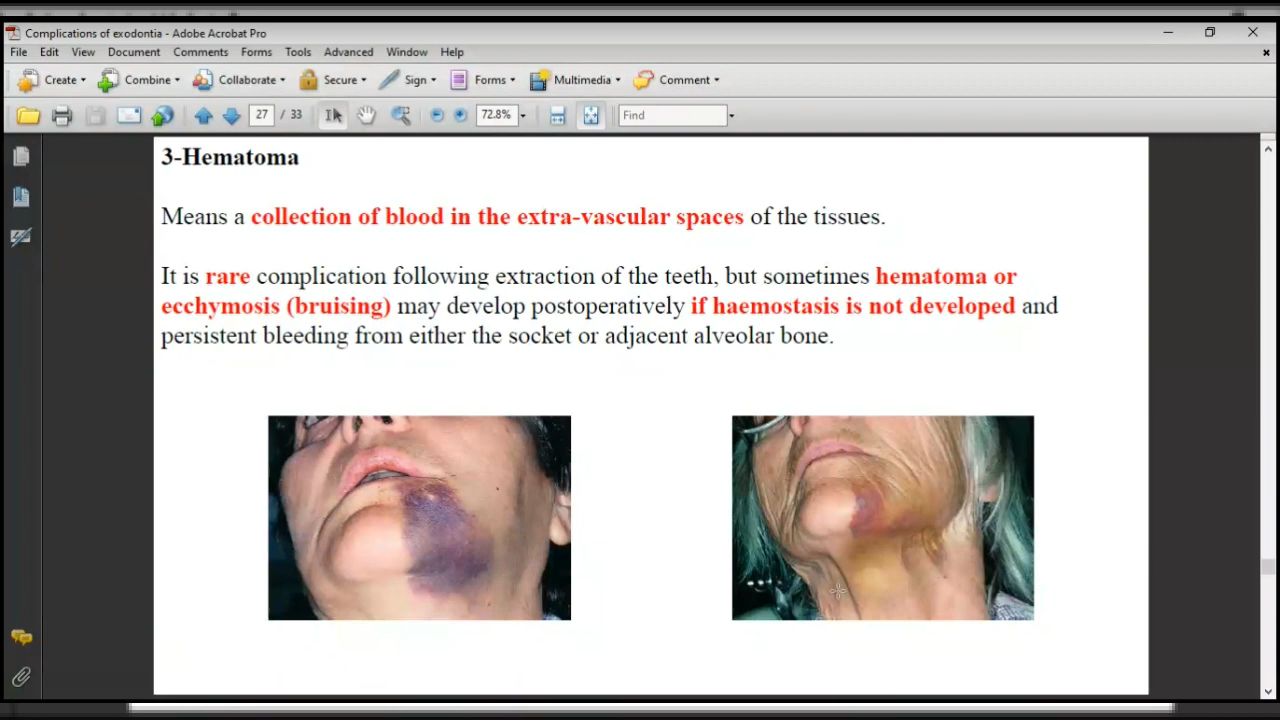 Complications of exodontia - Adobe Acrobat Pro
File Edit View Document Comments Forms Tools Advanced Window Help
Create Combine Collaborate Secure Sign Forms Multimedia Comment
27 / 33 72.8% Find
3-Hematoma
Means a collection of blood in the extra-vascular spaces of the tissues.
It is rare complication following extraction of the teeth, but sometimes hematoma or
ecchymosis (bruising) may develop postoperatively if haemostasis is not developed and
persistent bleeding from either the socket or adjacent alveolar bone.